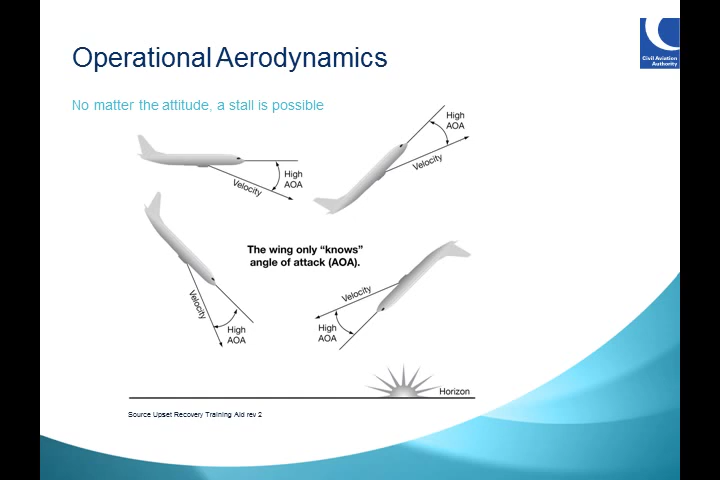 Operational Aerodynamics
Civil Aviation
Authority
No matter the attitude, a stall is possible
High
AOA
Velocity
High
AOA
Velocity
The wing only “knows”
angle of attack (AOA).
Velocity
High
AOA
Velocity
High
AOA
Horizon
Source Upset Recovery Training Aid rev 2